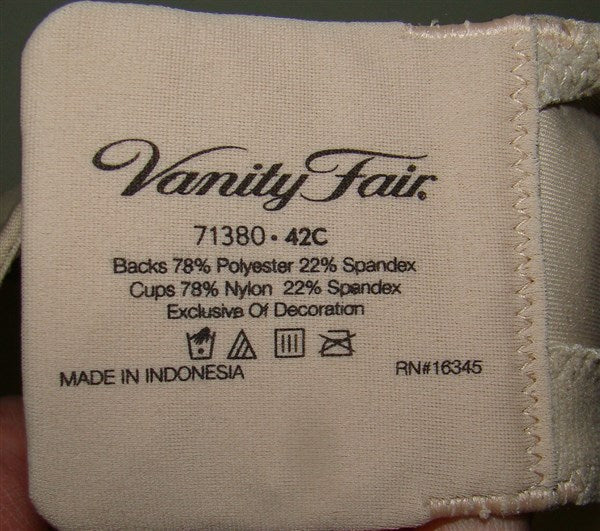 Vanity Fair.
71380 • 42C
Backs 78% Polyester 22% Spandex
Cups 78% Nylon 22% Spandex
Exclusive Of Decoration
MADE IN INDONESIA RN#16345